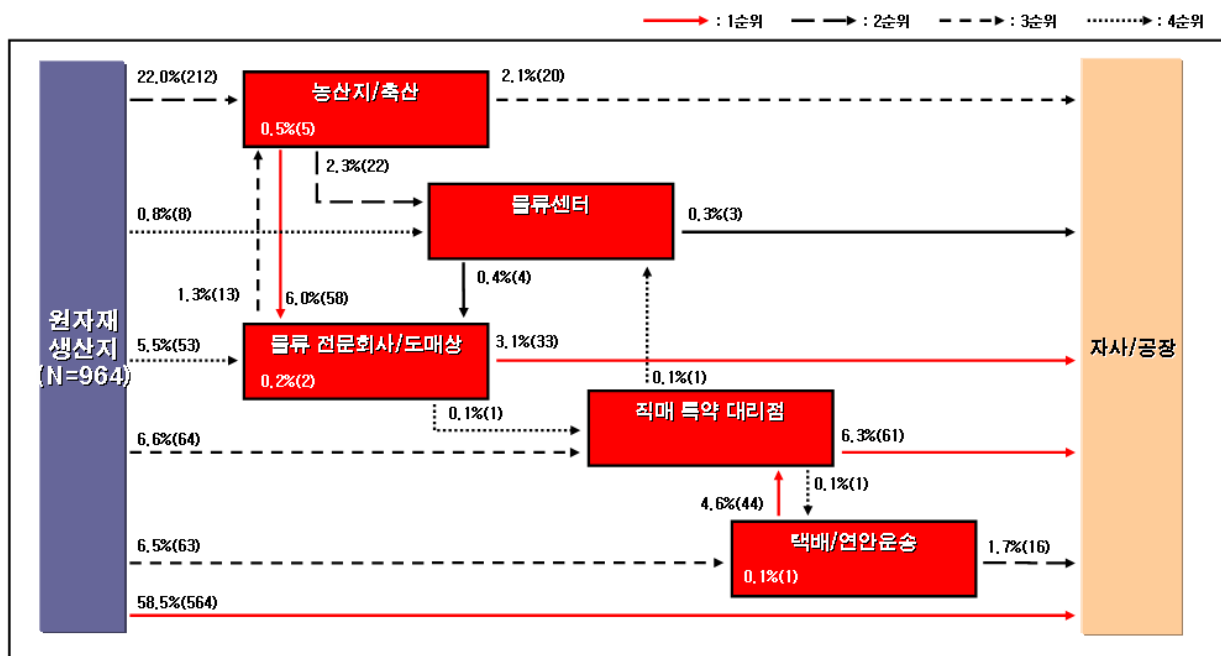 : 1순위
: 2순위
: 3순위
: 4순위
원자재
생산지
(N=964)
22.0%(212)
농산지/축산
0.5%(5)
2.1%(20)
2.3%(22)
0.8%(8)
물류센터
0.3%(3)
0.4%(4)
1.3%(13)
6.0%(58)
5.5%(53)
물류 전문회사/도매상
0.2%(2)
3.1%(33)
자사/공장
0.1%(1)
0.1%(1)
직매 특약 대리점
6.6%(64)
6.3%(61)
4.6%(44)
0.1%(1)
6.5%(63)
택배/연안운송
0.1%(1)
1.7%(16)
58.5%(564)